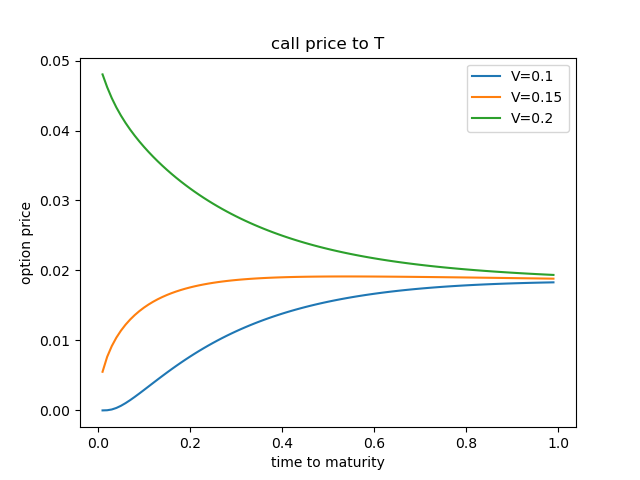 call price to T
V=0.1
V=0.15
V=0.2
option price
0.05
0.04
0.03
0.02
0.01
0.00
0.0 0.2 0.4 0.6 0.8 1.0
time to maturity